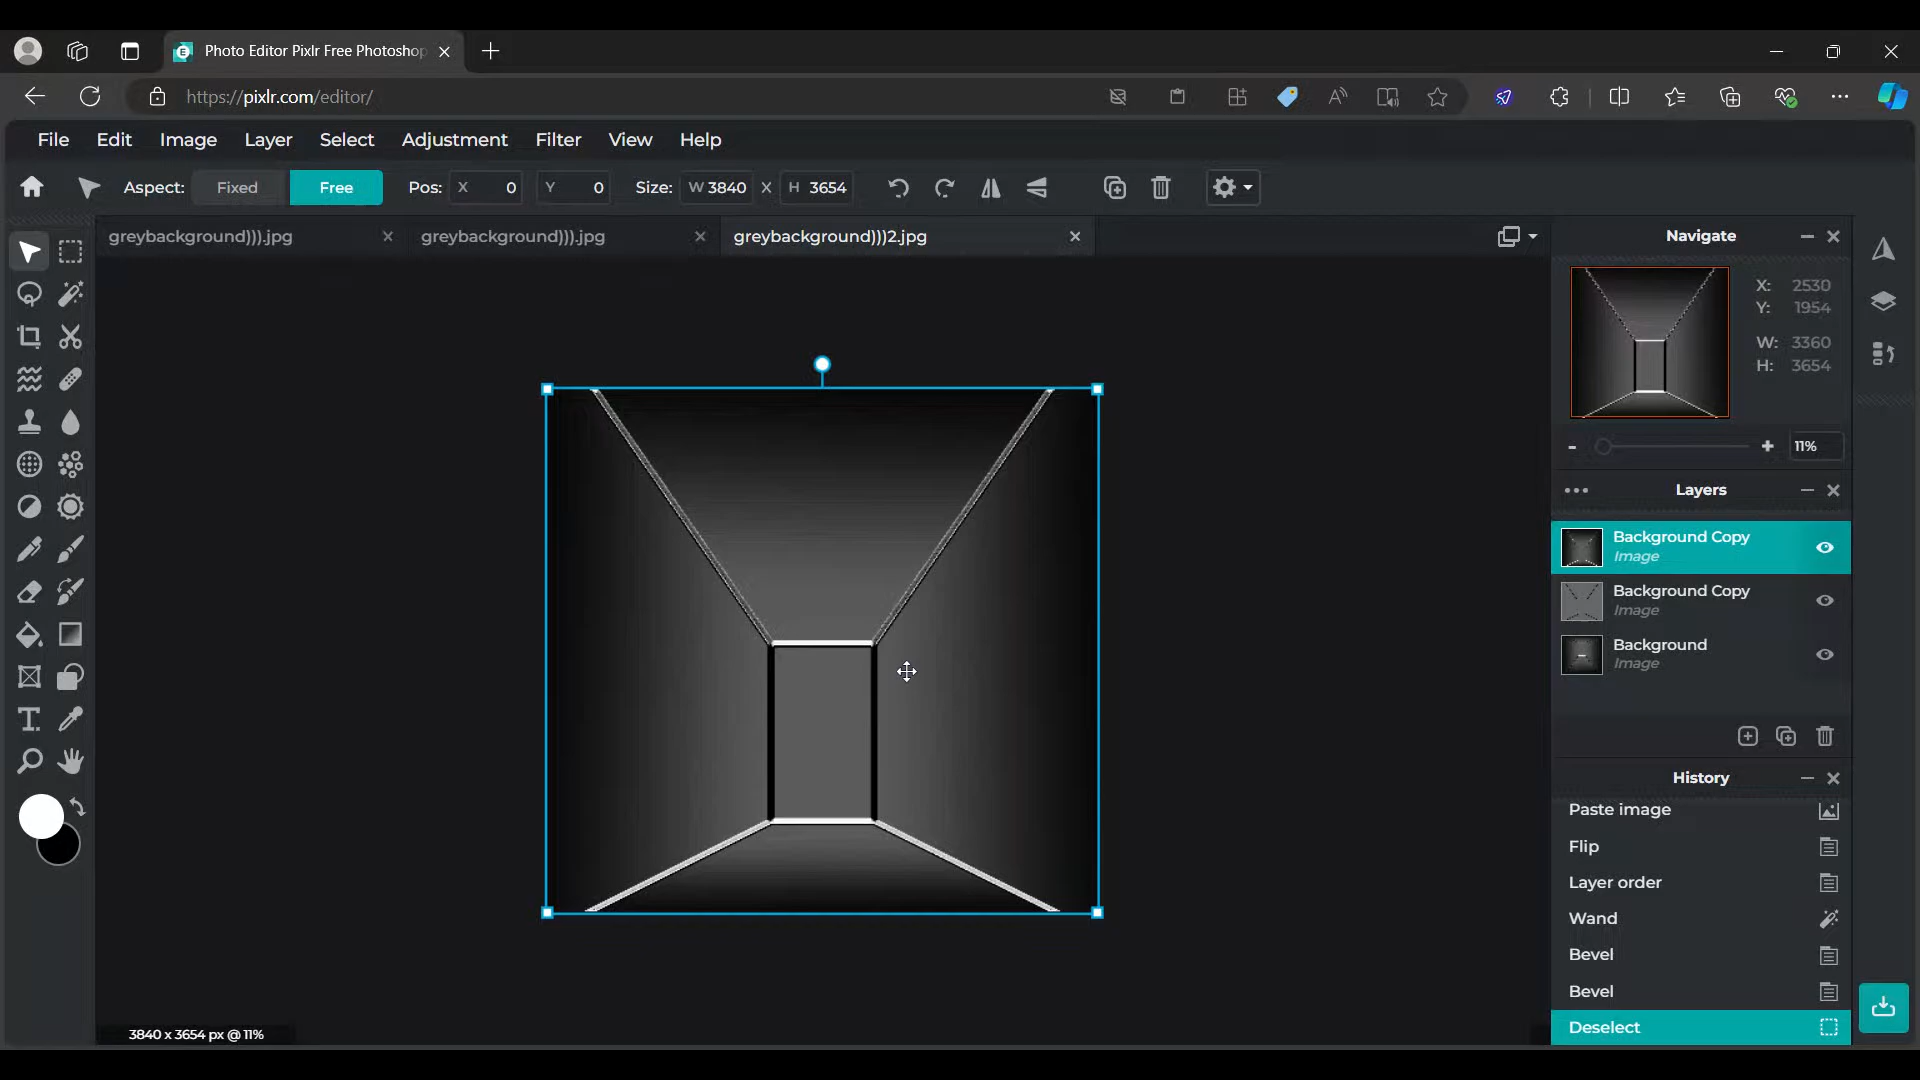 Photo Editor Pixlr Free Photoshop
https://pixlr.com/editor/
File Edit Image Layer Select Adjustment Filter View Help
Aspect: Fixed Free Pos: X 0 Y 0 Size: W 3840 X H 3654
greybackground))).jpg greybackground))).jpg greybackground)))2.jpg
Navigate
X: 2530
Y: 1954
W: 3360
H: 3654
- + 11%
Layers
Background Copy
Image
Background Copy
Image
Background
Image
History
Paste image
Flip
Layer order
Wand
Bevel
Bevel
Deselect
3840 x 3654 px @ 11%